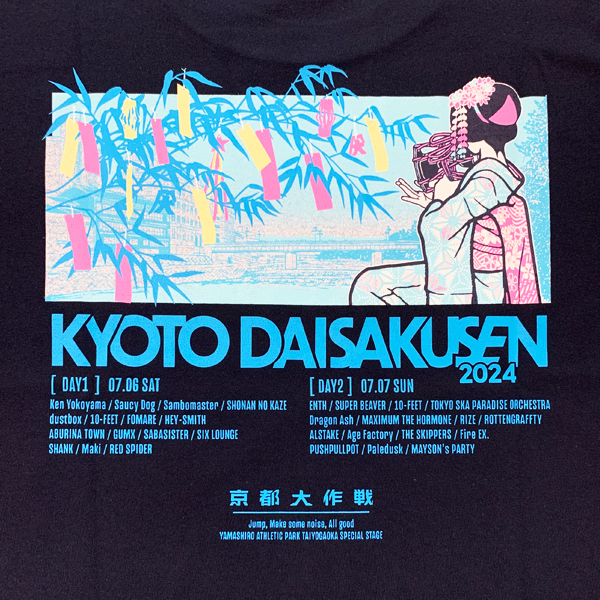 KYOTO DAISAKUSEN
2024
[ DAY1 ] 07.06 SAT
Ken Yokoyama / Saucy Dog / Sambomaster / SHONAN NO KAZE
dustbox / 10-FEET / FOMARE / HEY-SMITH
ABURINA TOWN / GUMX / SABASISTER / SIX LOUNGE
SHANK / Maki / RED SPIDER
[ DAY2 ] 07.07 SUN
ENTH / SUPER BEAVER / 10-FEET / TOKYO SKA PARADISE ORCHESTRA
Dragon Ash / MAXIMUM THE HORMONE / RIZE / ROTTENGRAFFTY
ALSTAKE / Age Factory / THE SKIPPERS / Fire EX.
PUSHPULLPOT / Paledusk / MAYSON's PARTY
京都大作戦
Jump, Make some noise, All good
YAMASHIRO ATHLETIC PARK TAIYOGAOKA SPECIAL STAGE